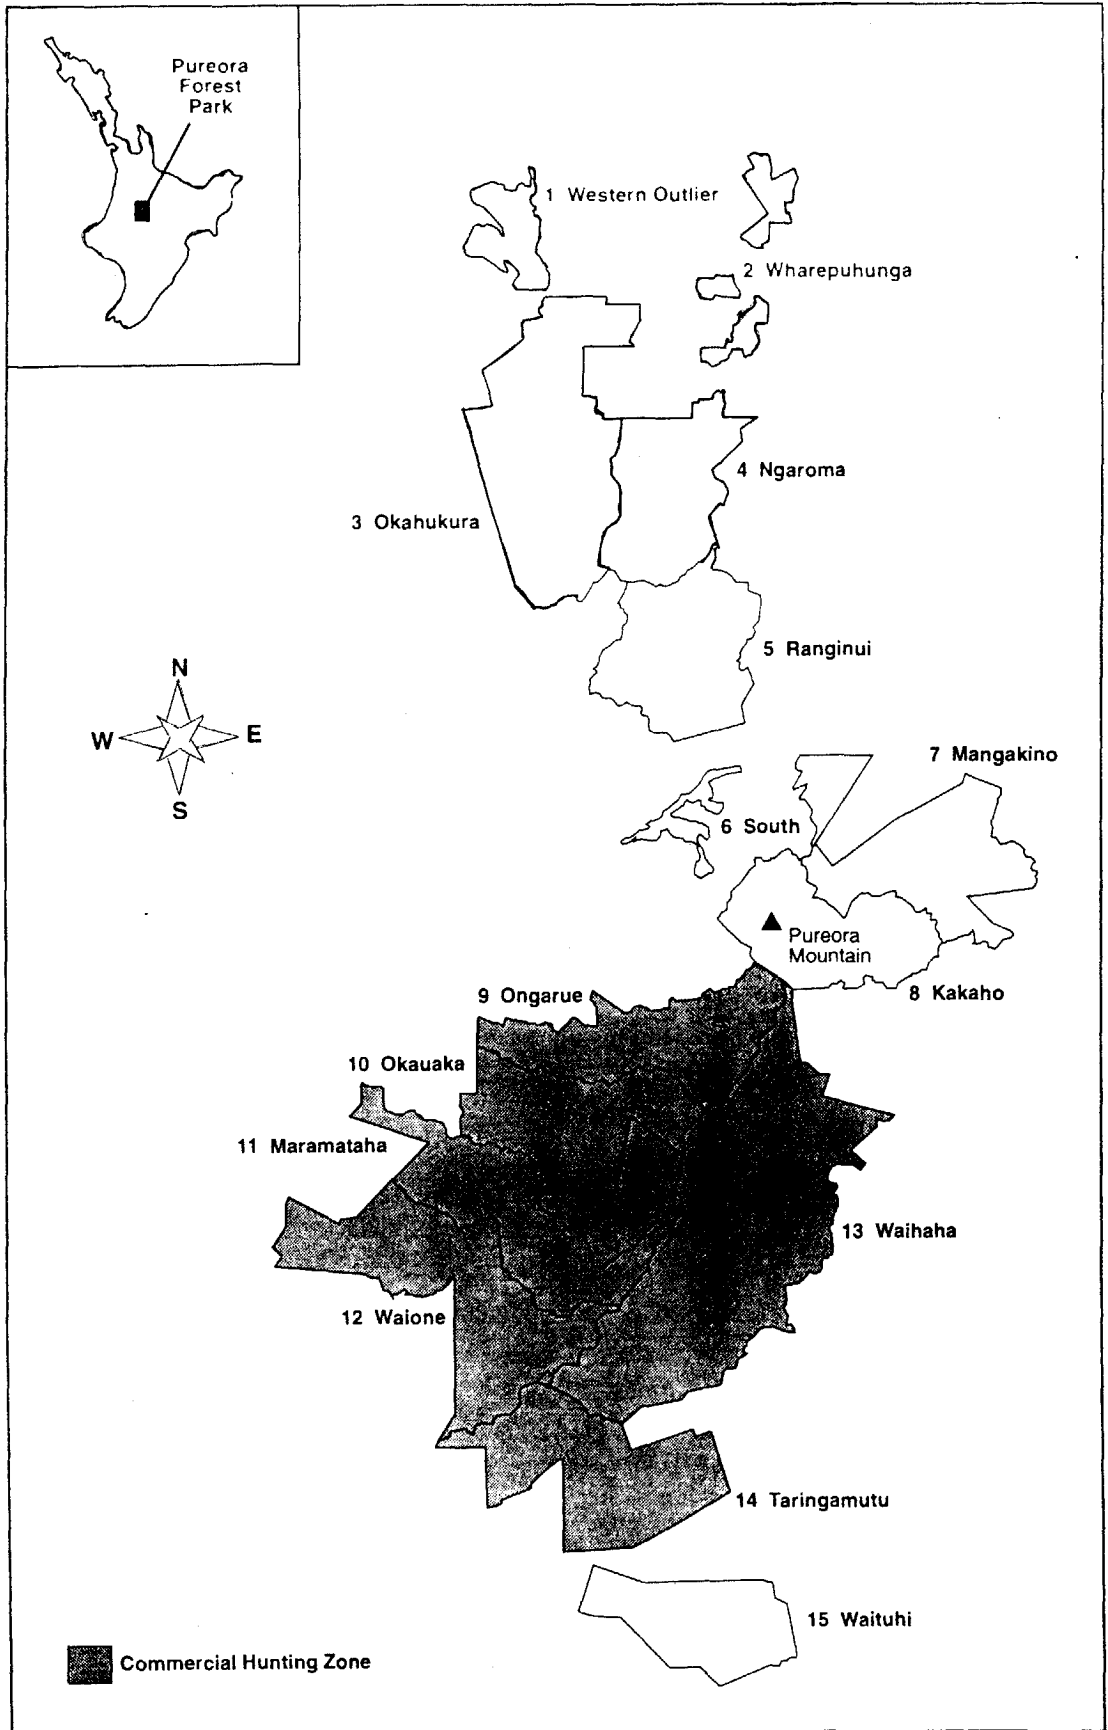 Pureora
Forest
Park
1 Western Outlier
2 Wharepuhunga
3 Okahukura
4 Ngaroma
5 Ranginui
N
W
E
S
6 South
7 Mangakino
Pureora
Mountain
8 Kakaho
9 Ongarue
10 Okauaka
11 Maramataha
12 Waione
13 Waihaha
14 Taringamutu
15 Waituhi
Commercial Hunting Zone